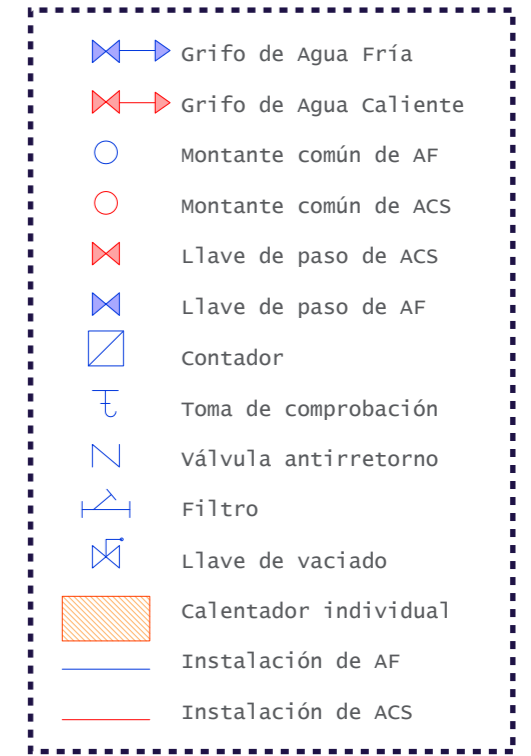 Grifo de Agua Fría
Grifo de Agua Caliente
Montante común de AF
Montante común de ACS
Llave de paso de ACS
Llave de paso de AF
Contador
Toma de comprobación
Válvula antirretorno
Filtro
Llave de vaciado
Calentador individual
Instalación de AF
Instalación de ACS